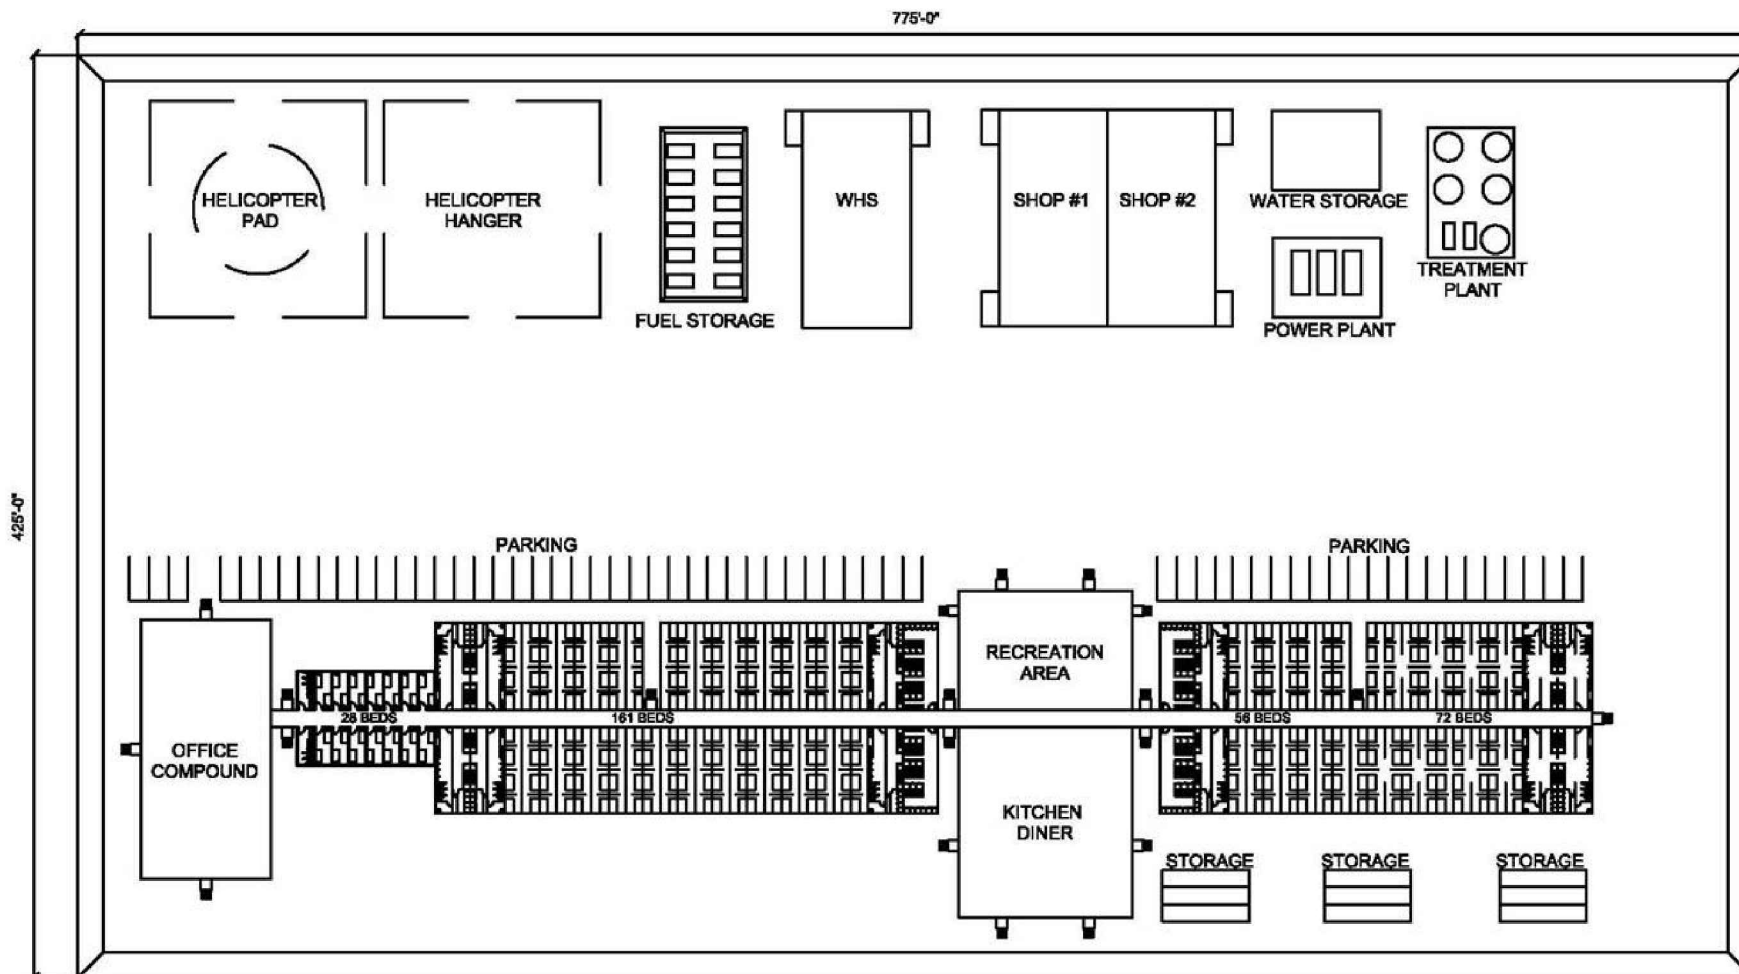 775'-0"
HELICOPTER
PAD
HELICOPTER
HANGER
FUEL STORAGE
WHS
SHOP #1
SHOP #2
WATER STORAGE
POWER PLANT
TREATMENT
PLANT
425'-0"
PARKING
PARKING
OFFICE
COMPOUND
28 BEDS
161 BEDS
RECREATION
AREA
KITCHEN
DINER
56 BEDS
72 BEDS
STORAGE
STORAGE
STORAGE